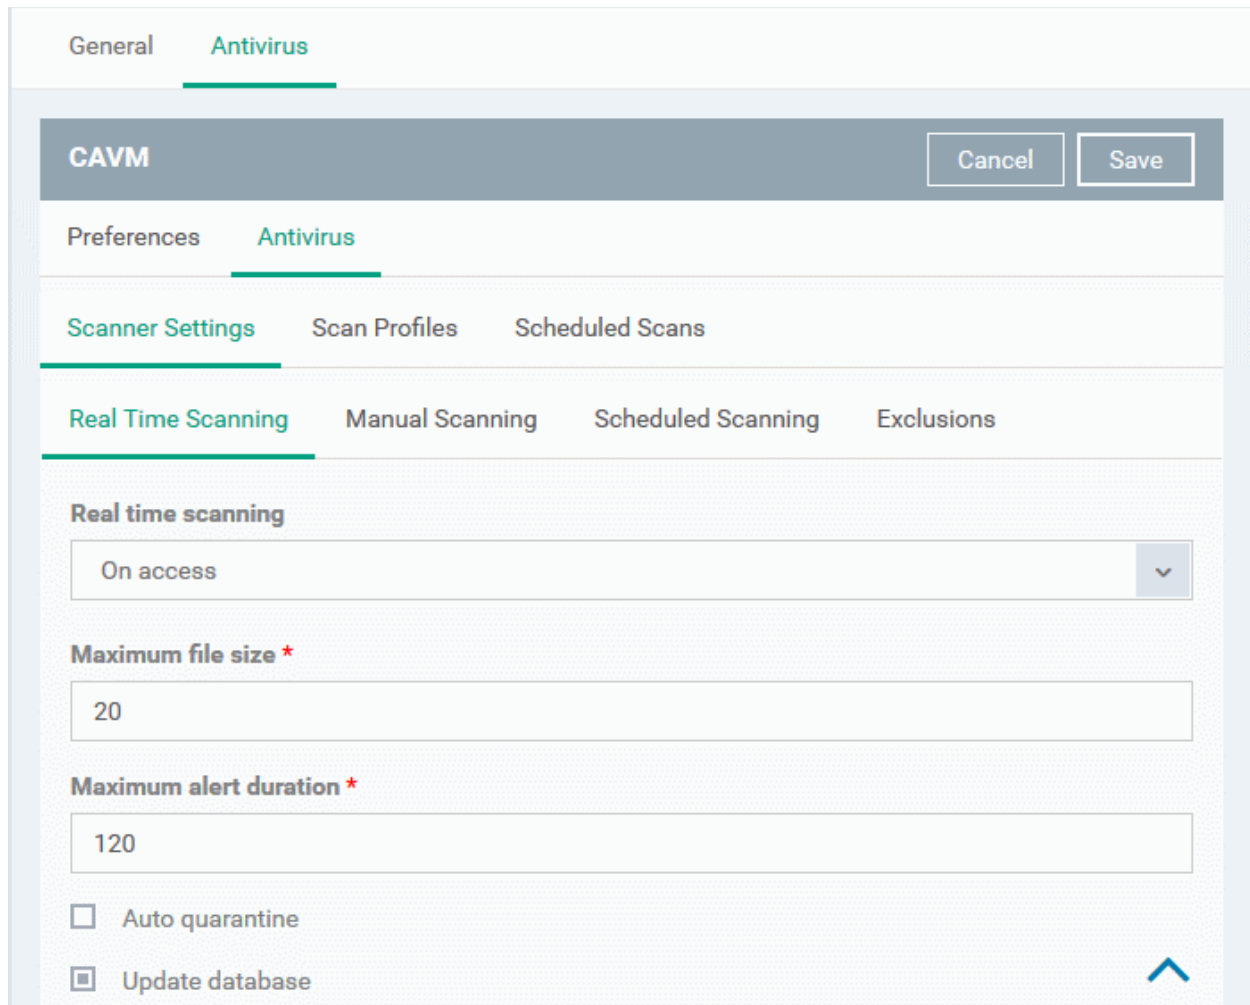 General Antivirus
CAVM Cancel Save
Preferences Antivirus
Scanner Settings Scan Profiles Scheduled Scans
Real Time Scanning Manual Scanning Scheduled Scanning Exclusions
Real time scanning
On access
Maximum file size *
20
Maximum alert duration *
120
Auto quarantine
Update database